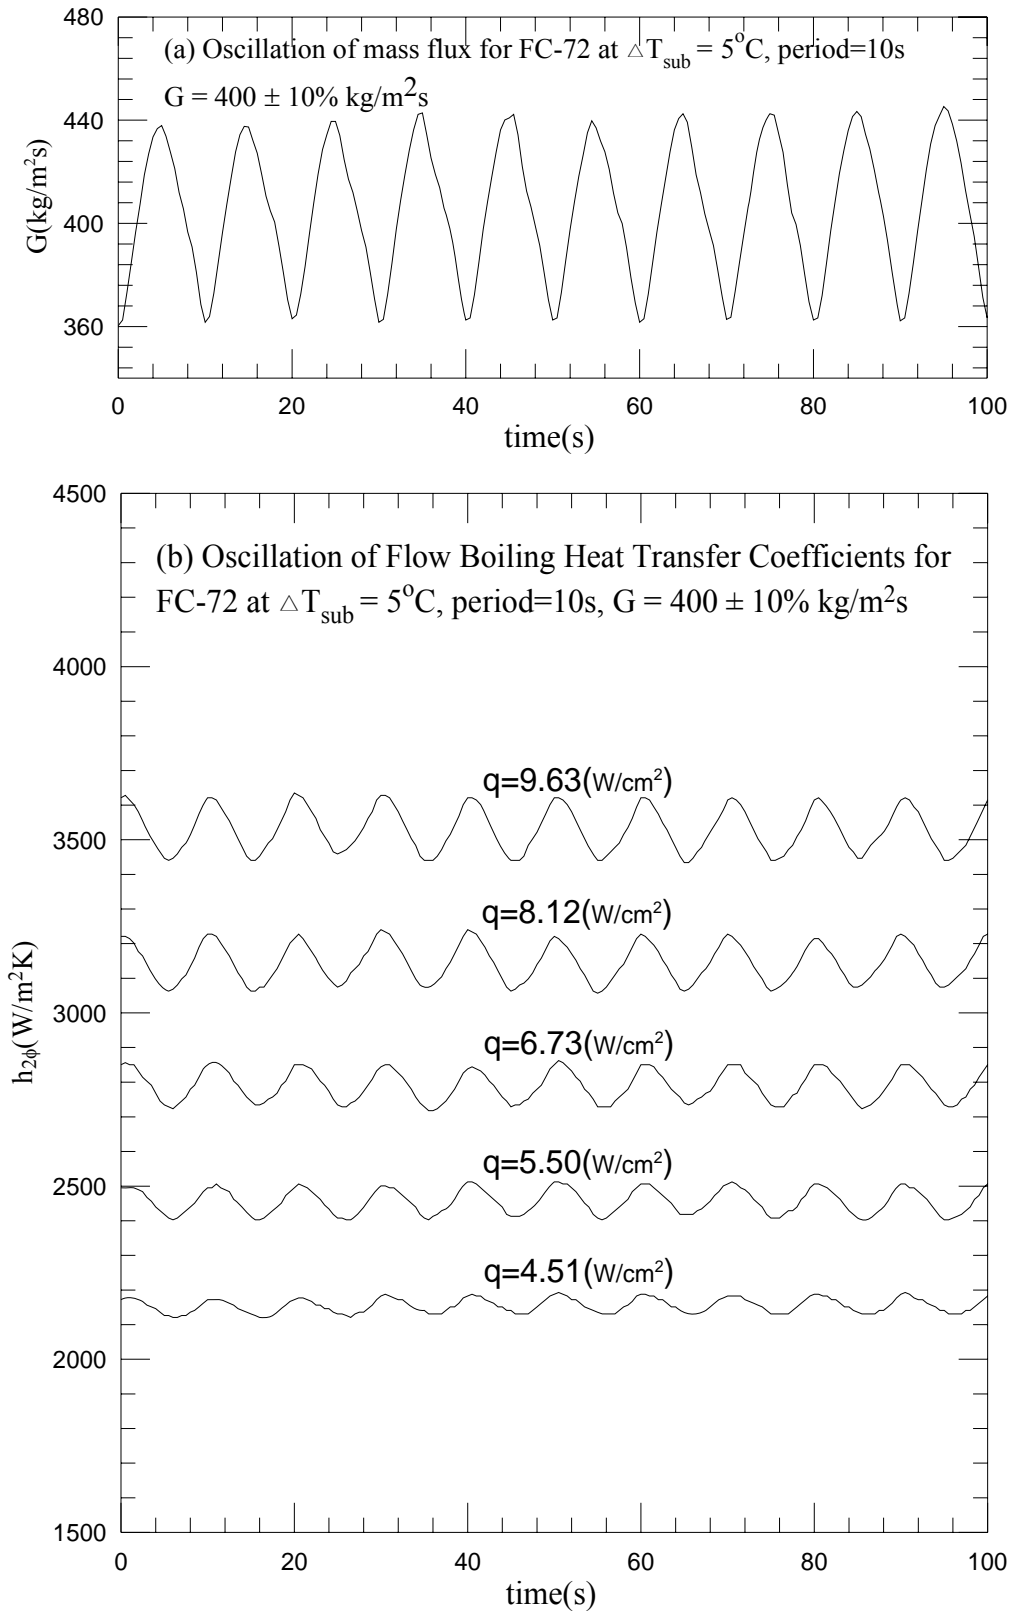 480
(a) Oscillation of mass flux for FC-72 at △T_sub = 5°C, period=10s
G = 400 ± 10% kg/m²s
440
400
360
G(kg/m²s)
0 20 40 60 80 100
time(s)
4500
(b) Oscillation of Flow Boiling Heat Transfer Coefficients for
FC-72 at △T_sub = 5°C, period=10s, G = 400 ± 10% kg/m²s
4000
q=9.63(W/cm²)
3500
q=8.12(W/cm²)
3000
q=6.73(W/cm²)
h_2ϕ(W/m²K)
2500
q=5.50(W/cm²)
q=4.51(W/cm²)
2000
1500
0 20 40 60 80 100
time(s)